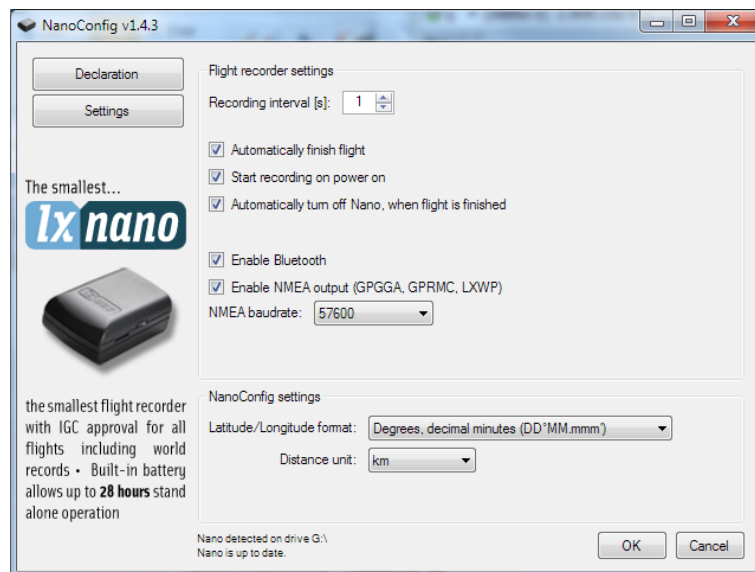 NanoConfig v1.4.3
Declaration
Settings
The smallest...
lx nano
the smallest flight recorder
with IGC approval for all
flights including world
records • Built-in battery
allows up to 28 hours stand
alone operation
Flight recorder settings
Recording interval [s]: 1
Automatically finish flight
Start recording on power on
Automatically turn off Nano, when flight is finished
Enable Bluetooth
Enable NMEA output (GPGGA, GPRMC, LXWP)
NMEA baudrate: 57600
NanoConfig settings
Latitude/Longitude format: Degrees, decimal minutes (DD°MM.mmm')
Distance unit: km
Nano detected on drive G:\
Nano is up to date.
OK Cancel